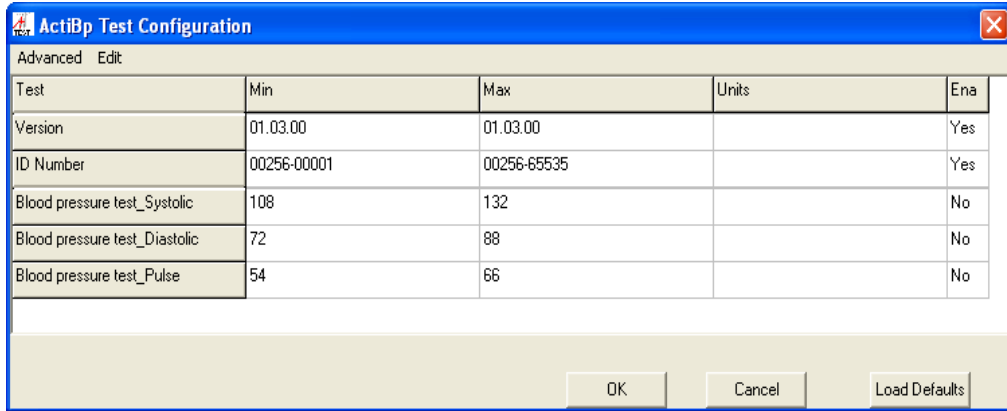 TEST ActiBp Test Configuration
Advanced Edit
Test Min Max Units Ena
Version 01.03.00 01.03.00 Yes
ID Number 00256-00001 00256-65535 Yes
Blood pressure test_Systolic 108 132 No
Blood pressure test_Diastolic 72 88 No
Blood pressure test_Pulse 54 66 No
OK Cancel Load Defaults